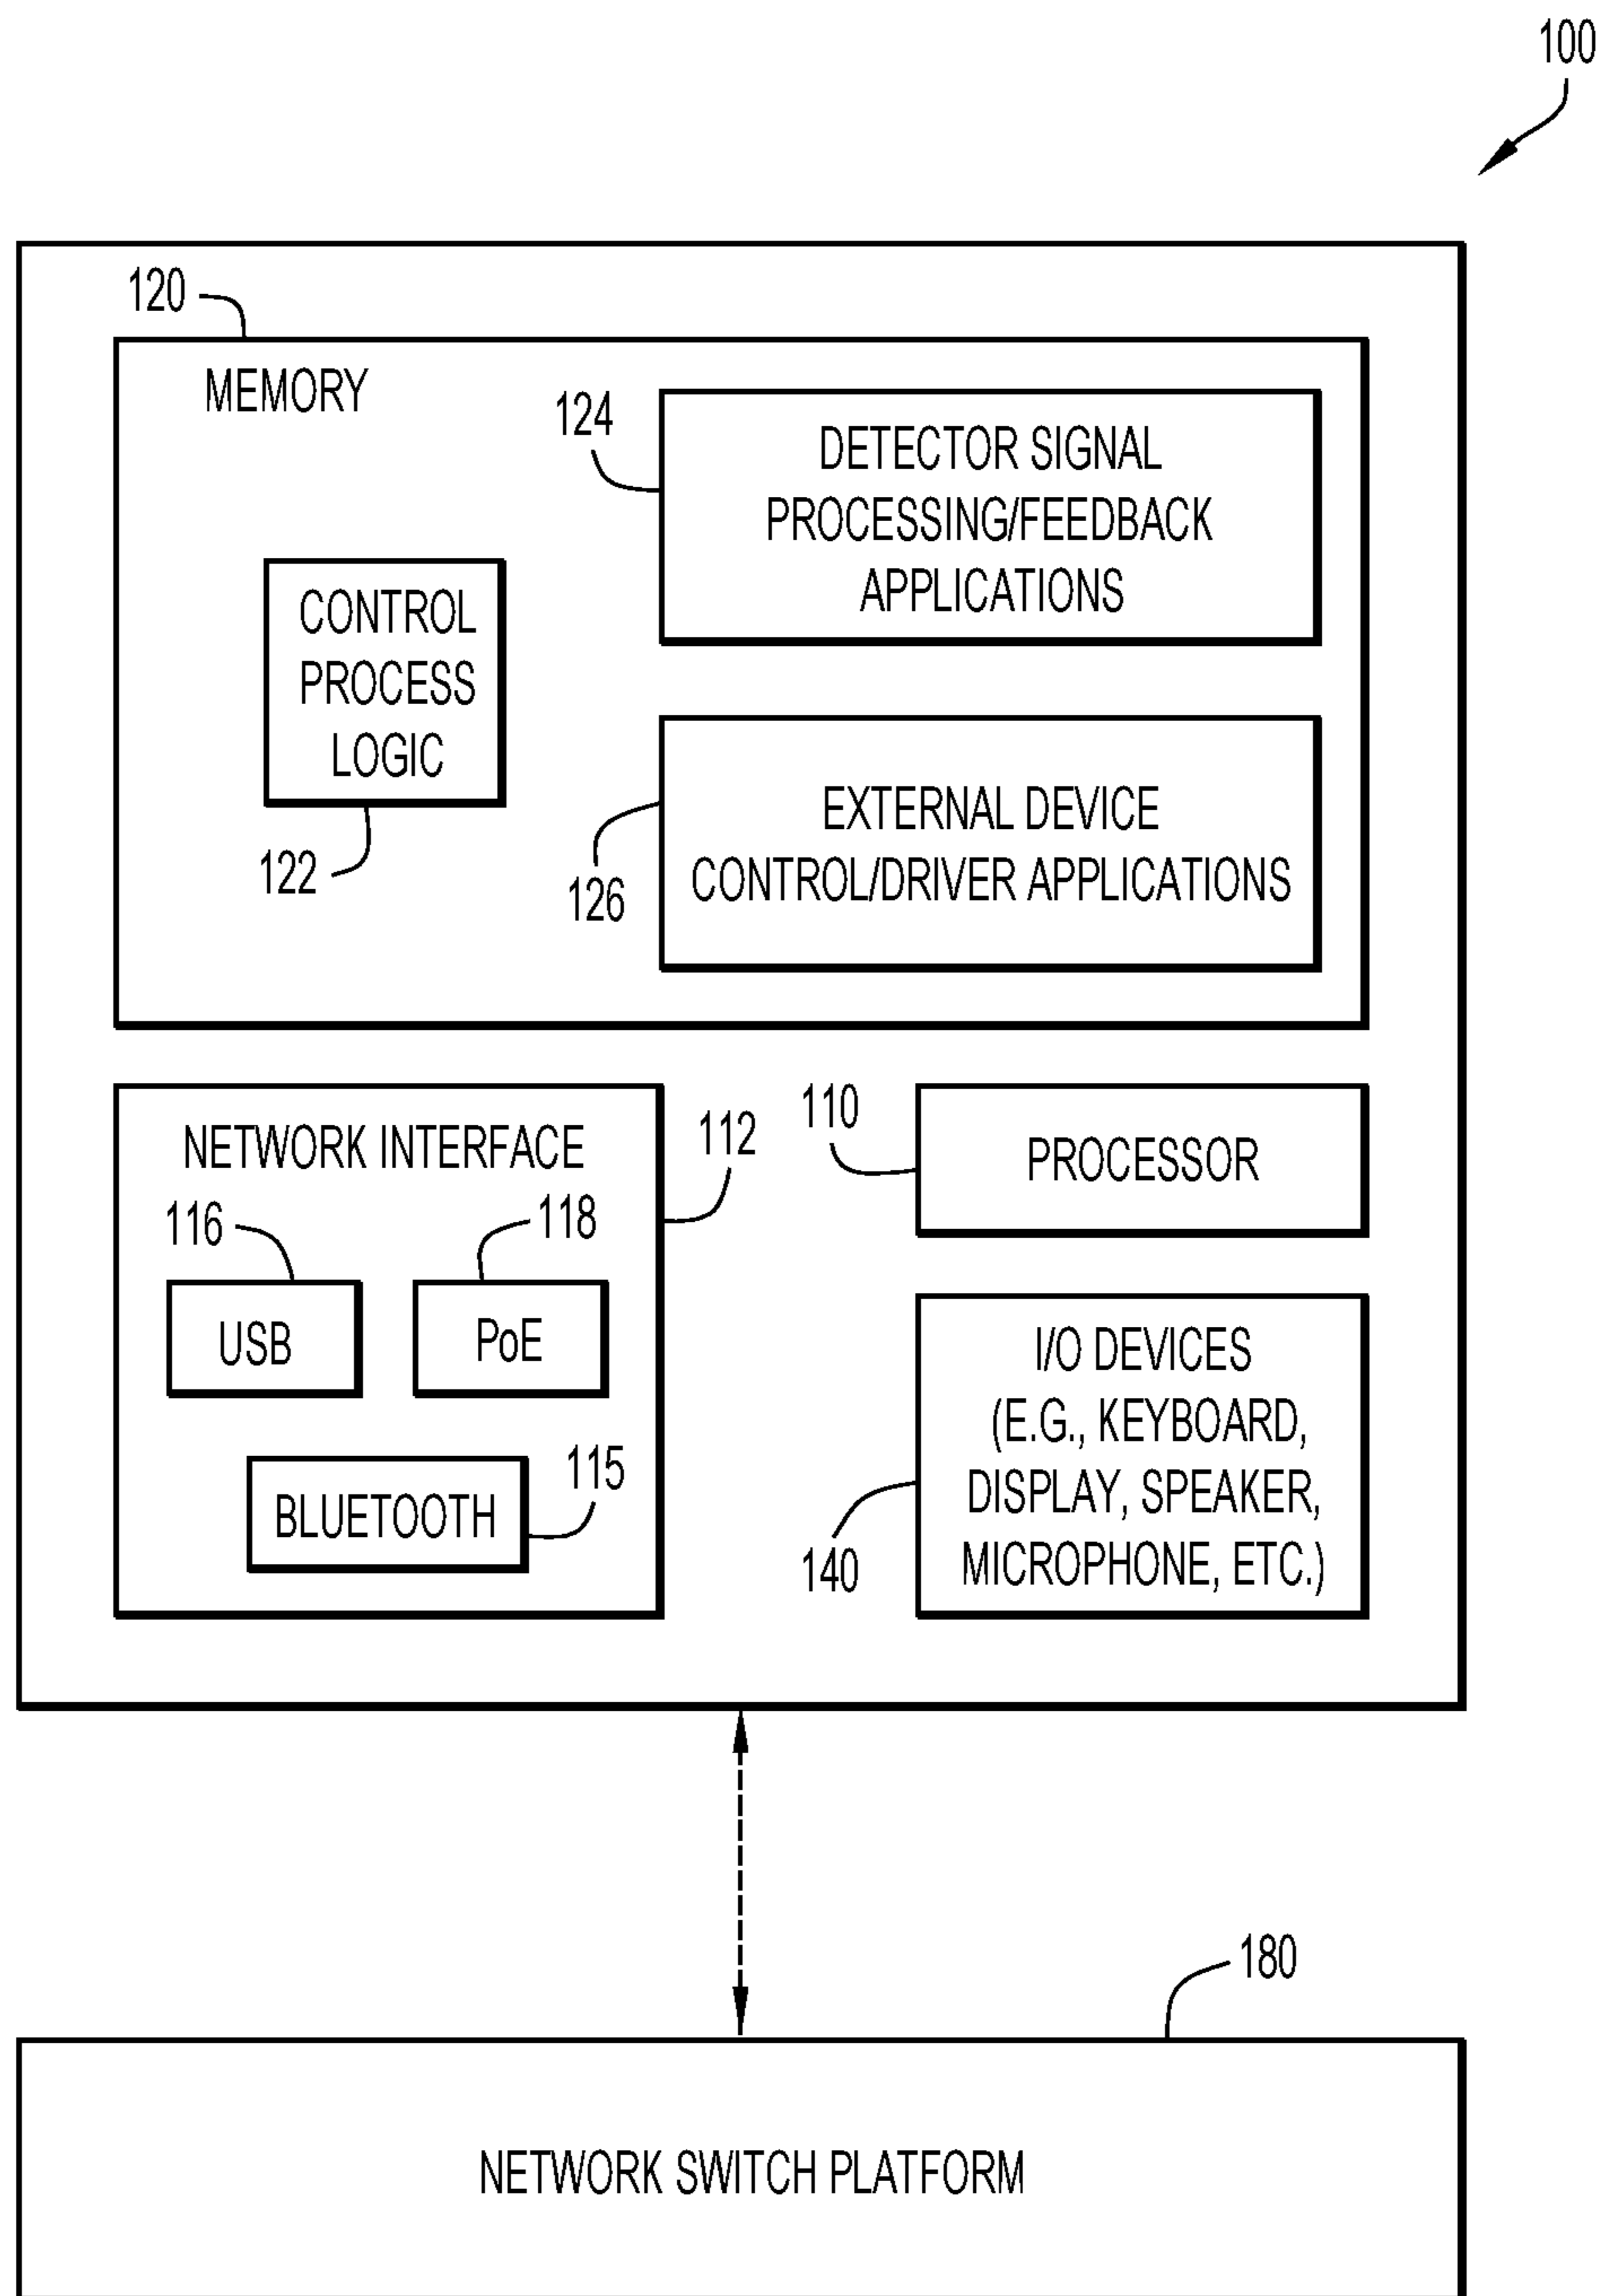 100
120
MEMORY
124
DETECTOR SIGNAL
PROCESSING/FEEDBACK
APPLICATIONS
CONTROL
PROCESS
LOGIC
122
126
EXTERNAL DEVICE
CONTROL/DRIVER APPLICATIONS
NETWORK INTERFACE
112
116
118
USB
PoE
115
BLUETOOTH
110
PROCESSOR
I/O DEVICES
(E.G., KEYBOARD,
DISPLAY, SPEAKER,
MICROPHONE, ETC.)
140
180
NETWORK SWITCH PLATFORM